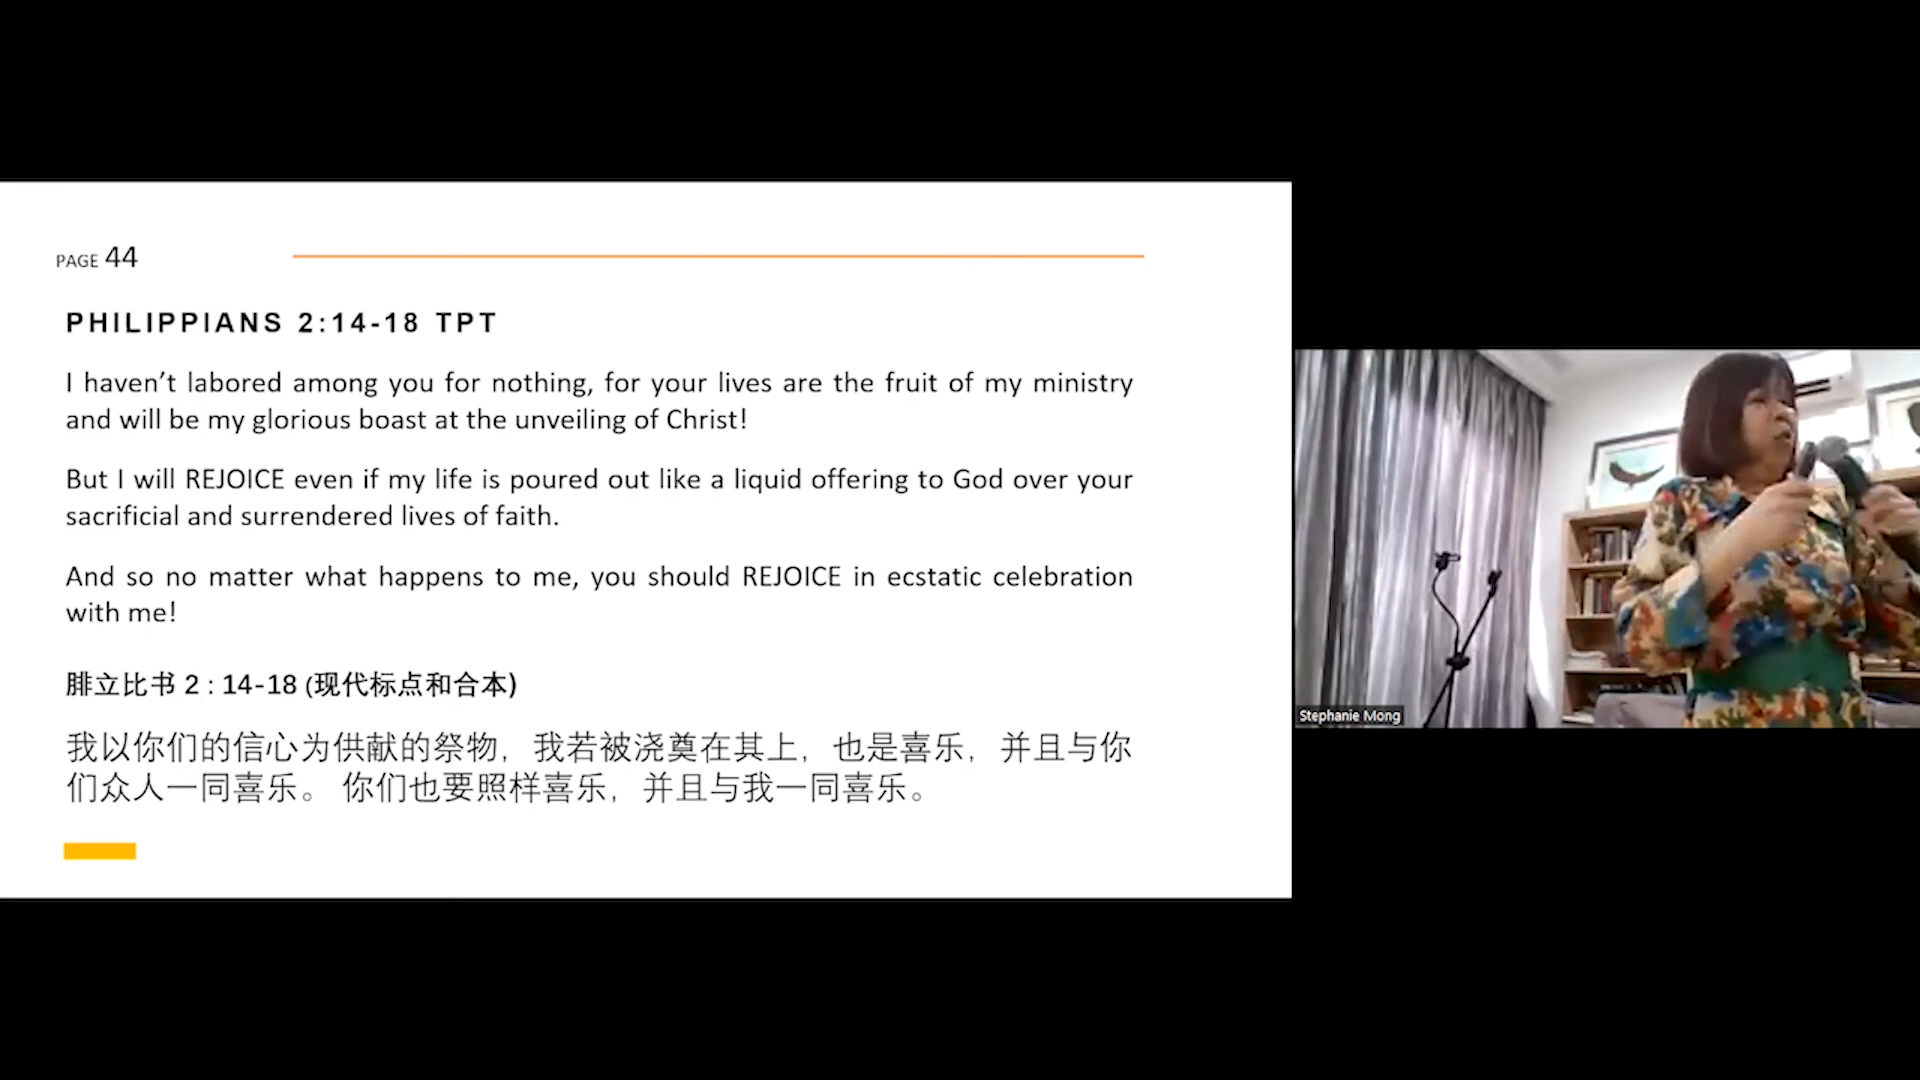 PAGE 44
PHILIPPIANS 2:14-18 TPT
I haven’t labored among you for nothing, for your lives are the fruit of my ministry
and will be my glorious boast at the unveiling of Christ!
But I will REJOICE even if my life is poured out like a liquid offering to God over your
sacrificial and surrendered lives of faith.
And so no matter what happens to me, you should REJOICE in ecstatic celebration
with me!
腓立比书 2 : 14-18 (现代标点和合本)
我以你们的信心为供献的祭物，我若被浇奠在其上，也是喜乐，并且与你
们众人一同喜乐。 你们也要照样喜乐，并且与我一同喜乐。
Stephanie Mong